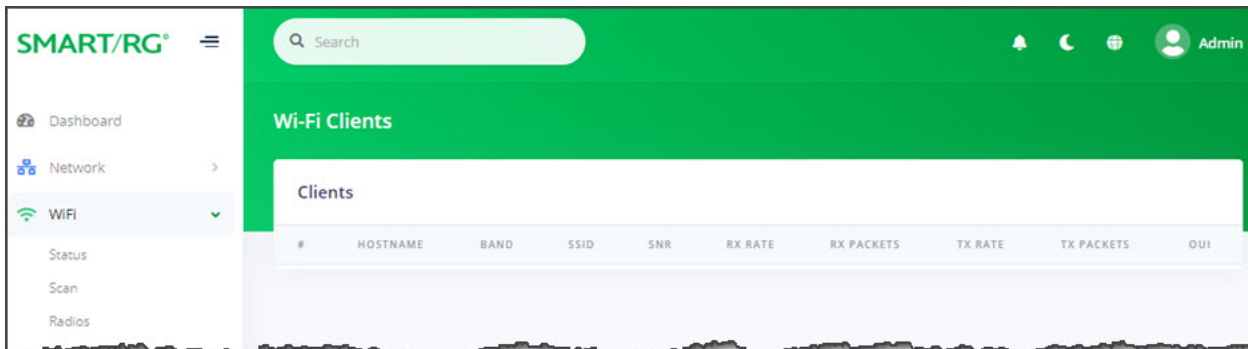 SMART/RG®
Search
Admin
Dashboard
Network
WiFi
Status
Scan
Radios
Wi-Fi Clients
Clients
# HOSTNAME BAND SSID SNR RX RATE RX PACKETS TX RATE TX PACKETS OUI